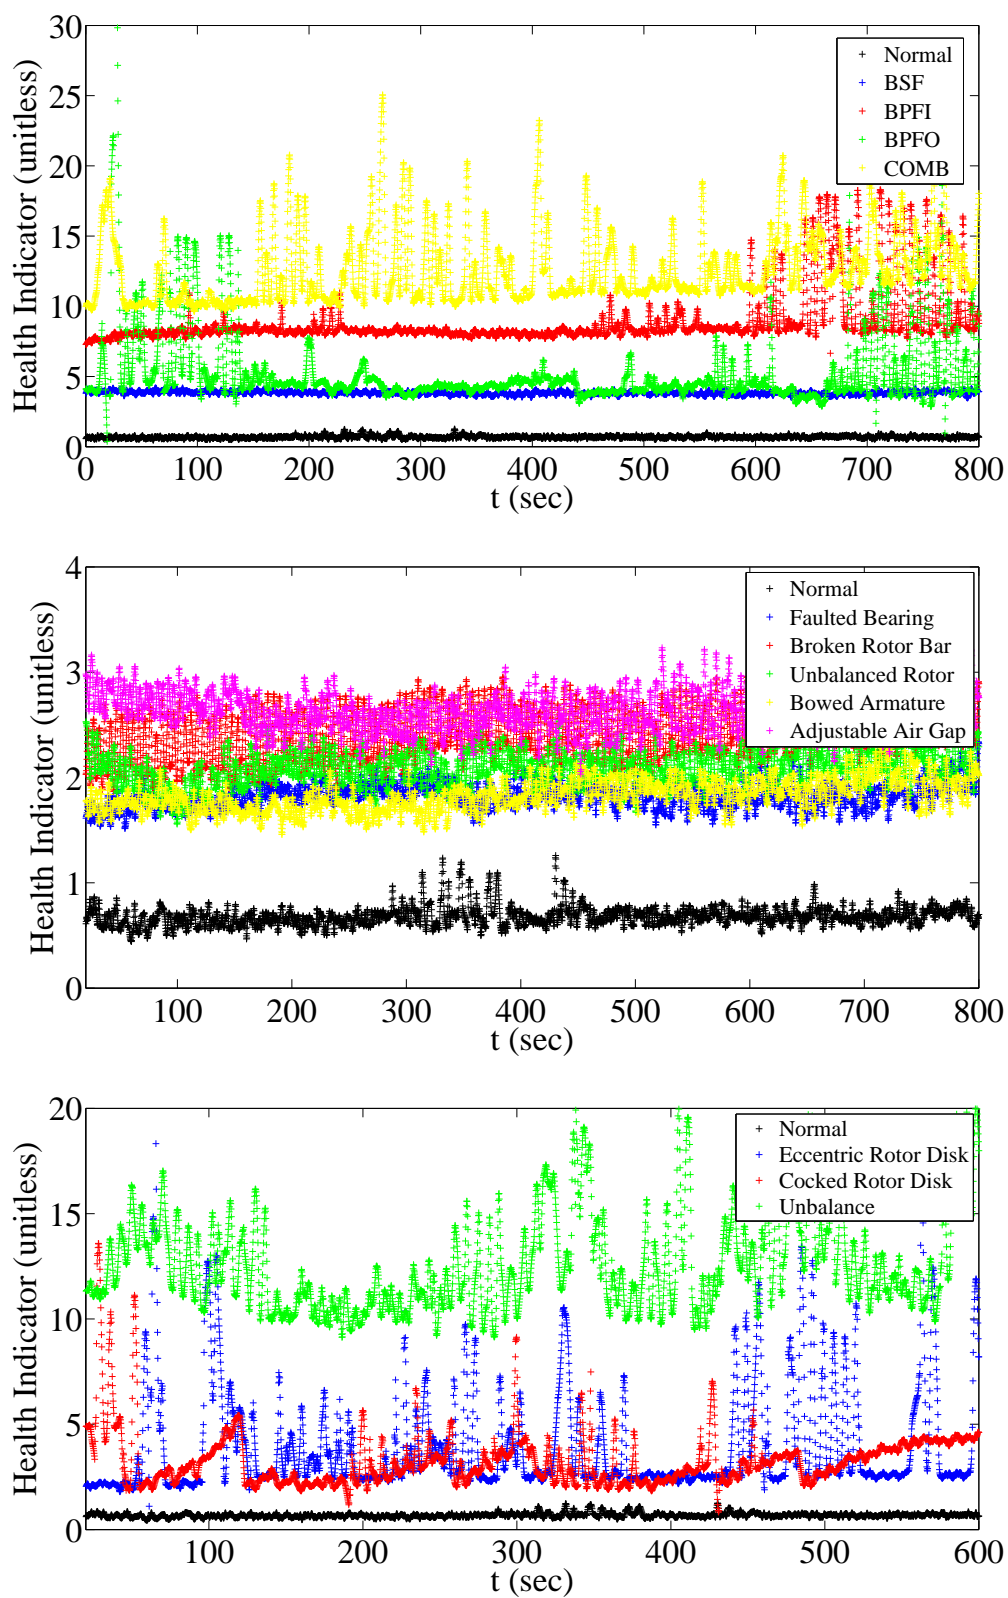 30
25
20
15
10
5
0
Health Indicator (unitless)
Normal
BSF
BPFI
BPFO
COMB
0 100 200 300 400 500 600 700 800
t (sec)
4
3
2
1
0
Health Indicator (unitless)
Normal
Faulted Bearing
Broken Rotor Bar
Unbalanced Rotor
Bowed Armature
Adjustable Air Gap
100 200 300 400 500 600 700 800
t (sec)
20
15
10
5
0
Health Indicator (unitless)
Normal
Eccentric Rotor Disk
Cocked Rotor Disk
Unbalance
100 200 300 400 500 600
t (sec)